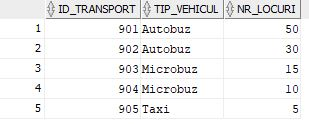 ID_TRANSPORT TIP_VEHICUL NR_LOCURI
1 901 Autobuz 50
2 902 Autobuz 30
3 903 Microbuz 15
4 904 Microbuz 10
5 905 Taxi 5